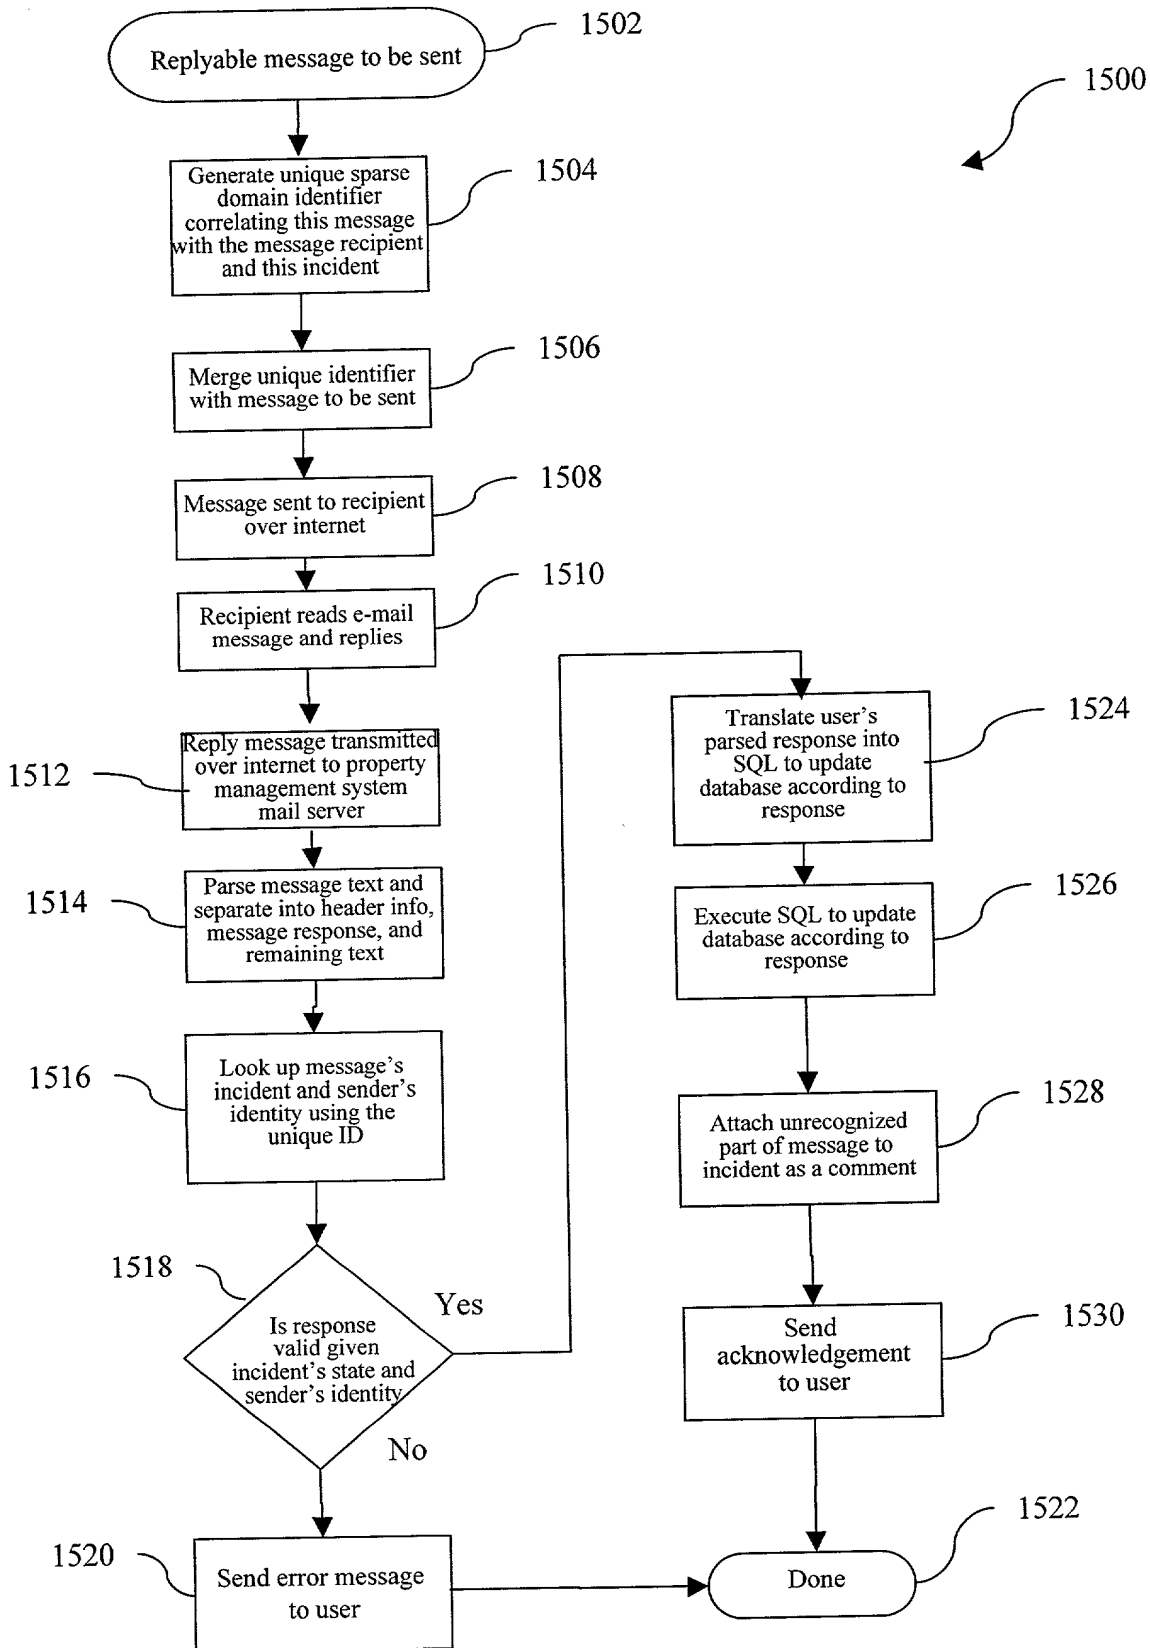 1502
Replyable message to be sent
1500
1504
Generate unique sparse
domain identifier
correlating this message
with the message recipient
and this incident
1506
Merge unique identifier
with message to be sent
1508
Message sent to recipient
over internet
1510
Recipient reads e-mail
message and replies
1512
Reply message transmitted
over internet to property
management system
mail server
1514
Parse message text and
separate into header info,
message response, and
remaining text
1516
Look up message's
incident and sender's
identity using the
unique ID
1518
Is response
valid given
incident's state and
sender's identity
Yes
No
1520
Send error message
to user
1524
Translate user's
parsed response into
SQL to update
database according to
response
1526
Execute SQL to update
database according to
response
1528
Attach unrecognized
part of message to
incident as a comment
1530
Send
acknowledgement
to user
1522
Done